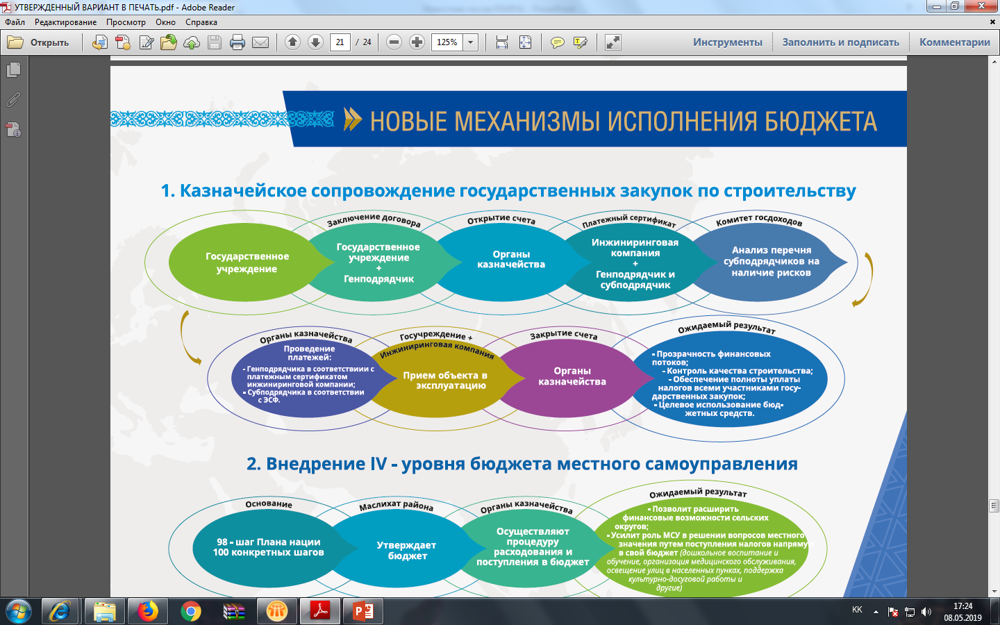 УТВЕРЖДЕННЫЙ ВАРИАНТ В ПЕЧАТЬ.pdf - Adobe Reader
Файл Редактирование Просмотр Окно Справка
Открыть 21 / 24 125% Инструменты Заполнить и подписать Комментарии
НОВЫЕ МЕХАНИЗМЫ ИСПОЛНЕНИЯ БЮДЖЕТА
1. Казначейское сопровождение государственных закупок по строительству
Государственное
учреждение
Заключение договора
Государственное
учреждение
+
Генподрядчик
Открытие счета
Органы
казначейства
Платежный сертификат
Инжиниринговая
компания
+
Генподрядчик и
субподрядчик
Комитет госдоходов
Анализ перечня
субподрядчиков на
наличие рисков
Органы казначейства
Проведение
платежей:
- Генподрядчика в соответствиии с
платежным сертификатом
инжиниринговой компании;
- Субподрядчика в соответствии
с ЭСФ.
Госучреждение +
Инжиниринговая компания
Прием объекта в
эксплуатацию
Закрытие счета
Органы
казначейства
Ожидаемый результат
- Прозрачность финансовых
потоков;
- Контроль качества строительства;
- Обеспечение полноты уплаты
налогов всеми участниками госу-
дарственных закупок;
- Целевое использование бюд-
жетных средств.
2. Внедрение IV - уровня бюджета местного самоуправления
Основание
98 - шаг Плана нации
100 конкретных шагов
Маслихат района
Утверждает
бюджет
Органы казначейства
Осуществляют
процедуру
расходования и
поступления в бюджет
Ожидаемый результат
- Позволит расширить
финансовые возможности сельских
округов;
- Усилит роль МСУ в решении вопросов местного
значения путем поступления налогов напрямую
в свой бюджет (дошкольное воспитание и
обучение, организация медицинского обслуживания,
освещение улиц в населенных пунках, поддержка
культурно-досуговой работы и
другие)
KK
17:24
08.05.2019